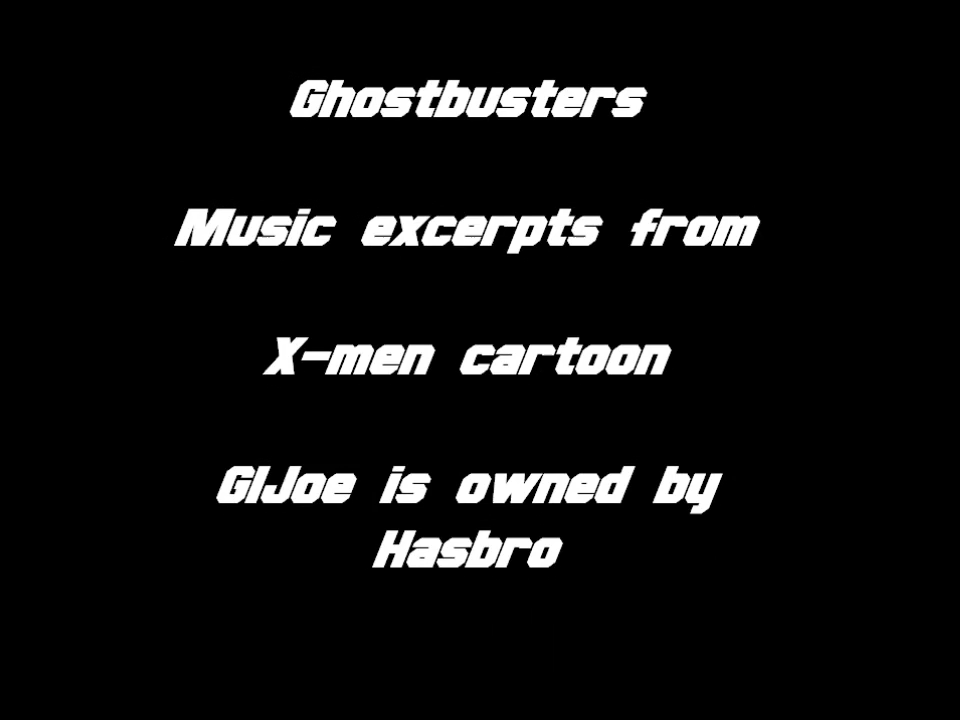 Ghostbusters
Music excerpts from
X-men cartoon
GIJoe is owned by
Hasbro